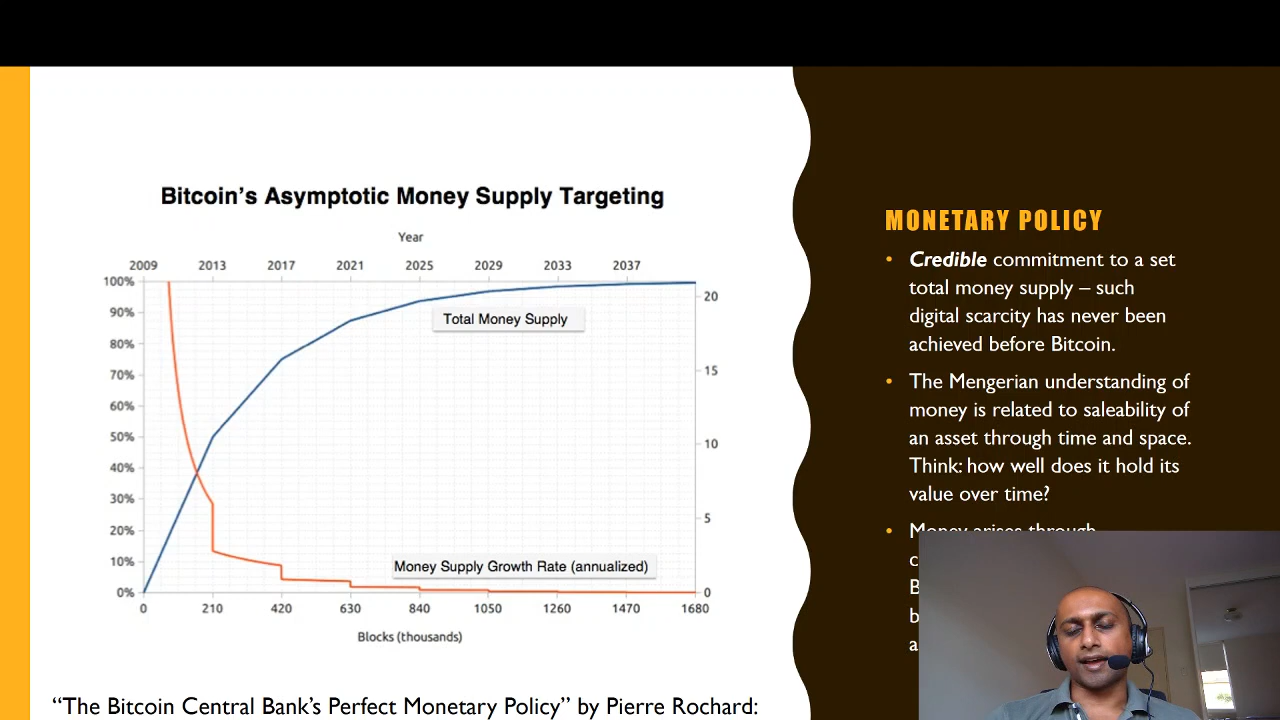 Bitcoin's Asymptotic Money Supply Targeting
Year
2009 2013 2017 2021 2025 2029 2033 2037
100%
90%
80%
70%
60%
50%
40%
30%
20%
10%
0%
20
15
10
5
0
Total Money Supply
Money Supply Growth Rate (annualized)
0 210 420 630 840 1050 1260 1470 1680
Blocks (thousands)
“The Bitcoin Central Bank's Perfect Monetary Policy” by Pierre Rochard:
MONETARY POLICY
• Credible commitment to a set
total money supply – such
digital scarcity has never been
achieved before Bitcoin.
• The Mengerian understanding of
money is related to saleability of
an asset through time and space.
Think: how well does it hold its
value over time?
• Money arises through